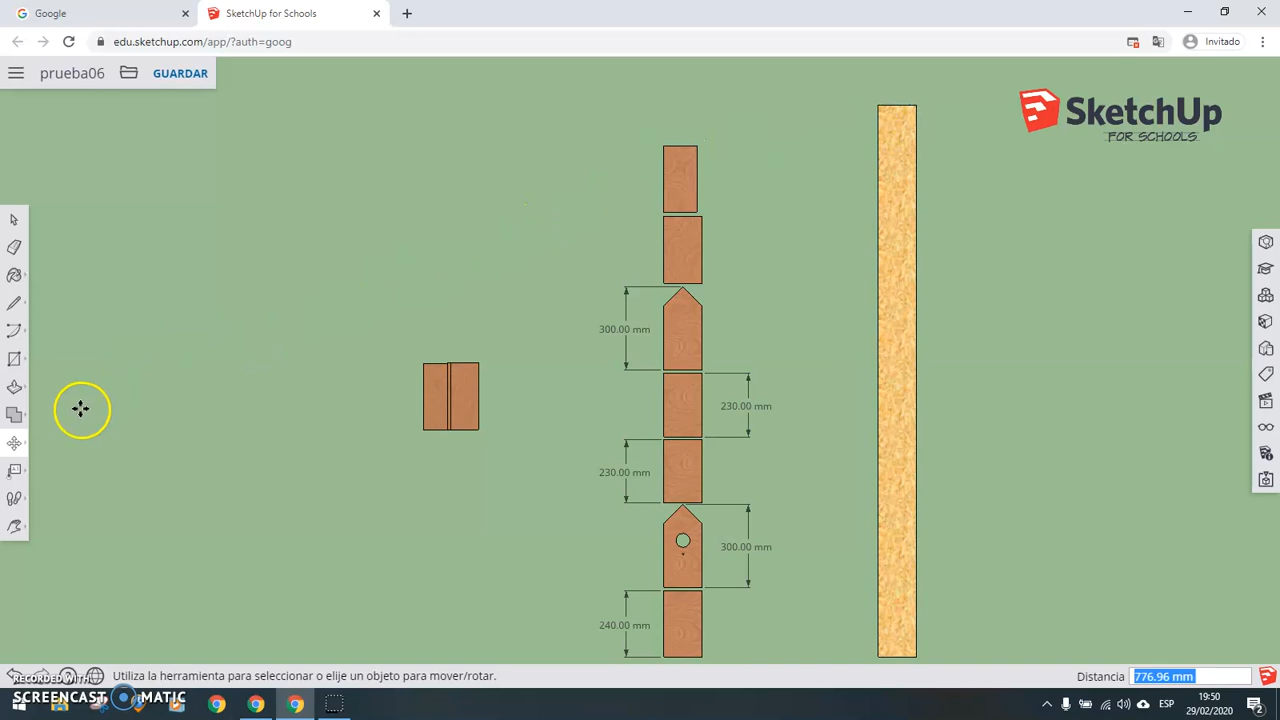 Google
SketchUp for Schools
edu.sketchup.com/app/?auth=goog
Invitado
prueba06
GUARDAR
SketchUp
FOR SCHOOLS
300.00 mm
230.00 mm
230.00 mm
300.00 mm
240.00 mm
Utiliza la herramienta para seleccionar o elije un objeto para mover/rotar.
Distancia
776.96 mm
RECORDED WITH
SCREENCAST MATIC
ESP
19:50
29/02/2020
2